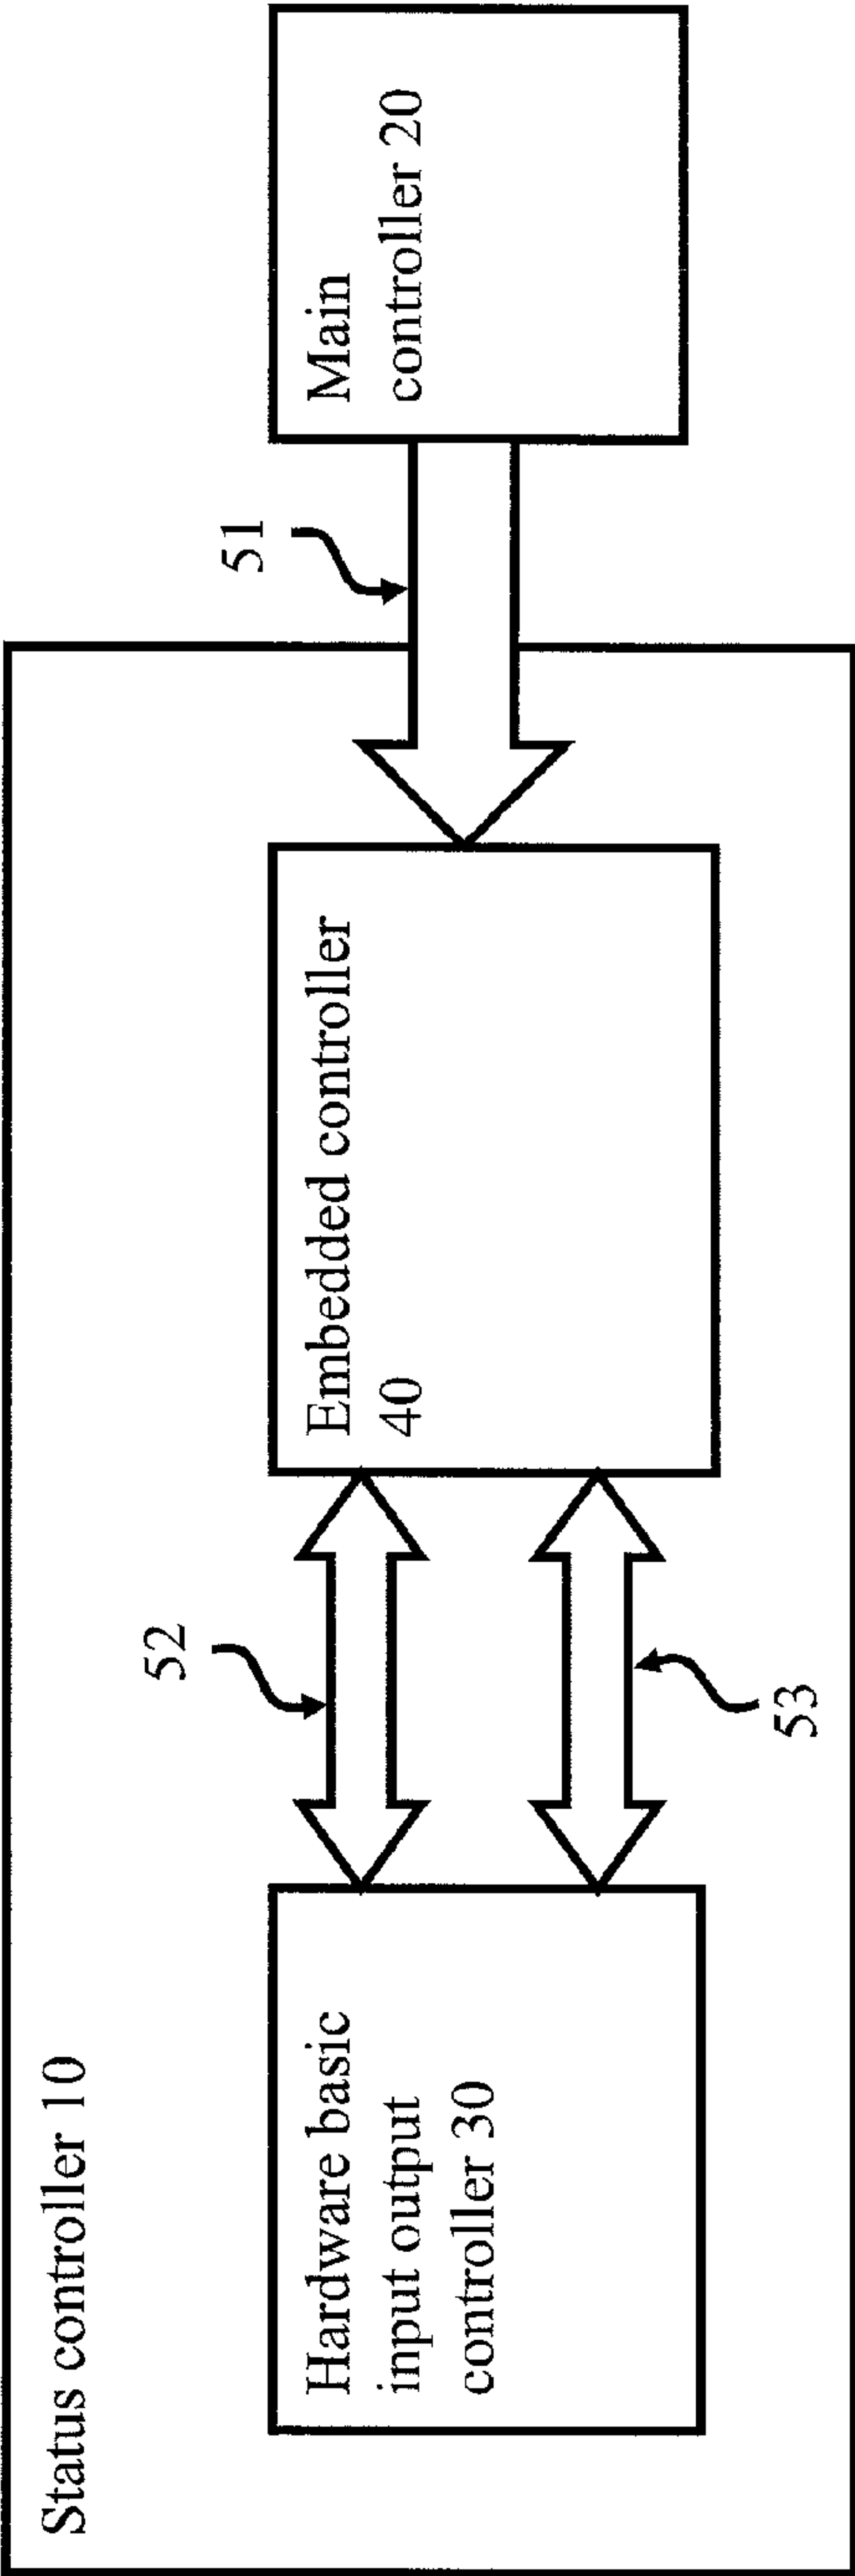 Status controller 10
Hardware basic
input output
controller 30
52
53
Embedded controller
40
51
Main
controller 20